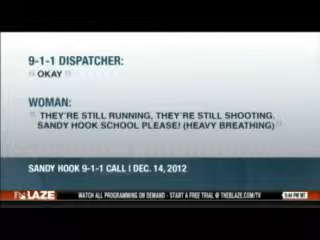 9-1-1 DISPATCHER:
" OKAY "
WOMAN:
" THEY'RE STILL RUNNING, THEY'RE STILL SHOOTING.
SANDY HOOK SCHOOL PLEASE! (HEAVY BREATHING) "
SANDY HOOK 9-1-1 CALL | DEC. 14, 2012
BLAZE WATCH ALL PROGRAMMING ON DEMAND - START A FREE TRIAL @ THEBLAZE.COM/TV